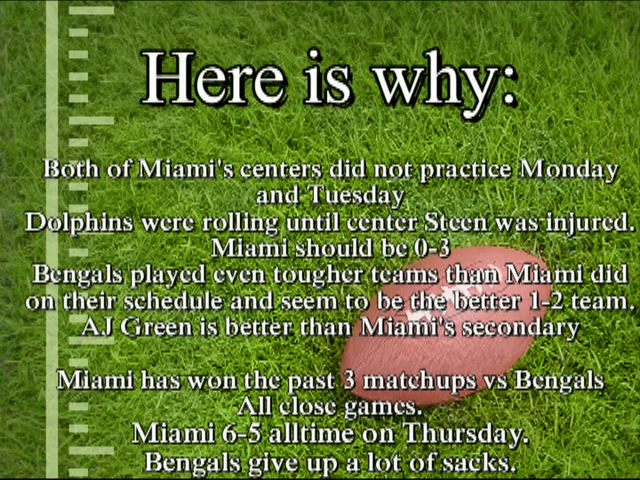 Here is why:
Both of Miami's centers did not practice Monday
and Tuesday
Dolphins were rolling until center Steen was injured.
Miami should be 0-3
Bengals played even tougher teams than Miami did
on their schedule and seem to be the better 1-2 team.
AJ Green is better than Miami's secondary
Miami has won the past 3 matchups vs Bengals
All close games.
Miami 6-5 alltime on Thursday.
Bengals give up a lot of sacks.